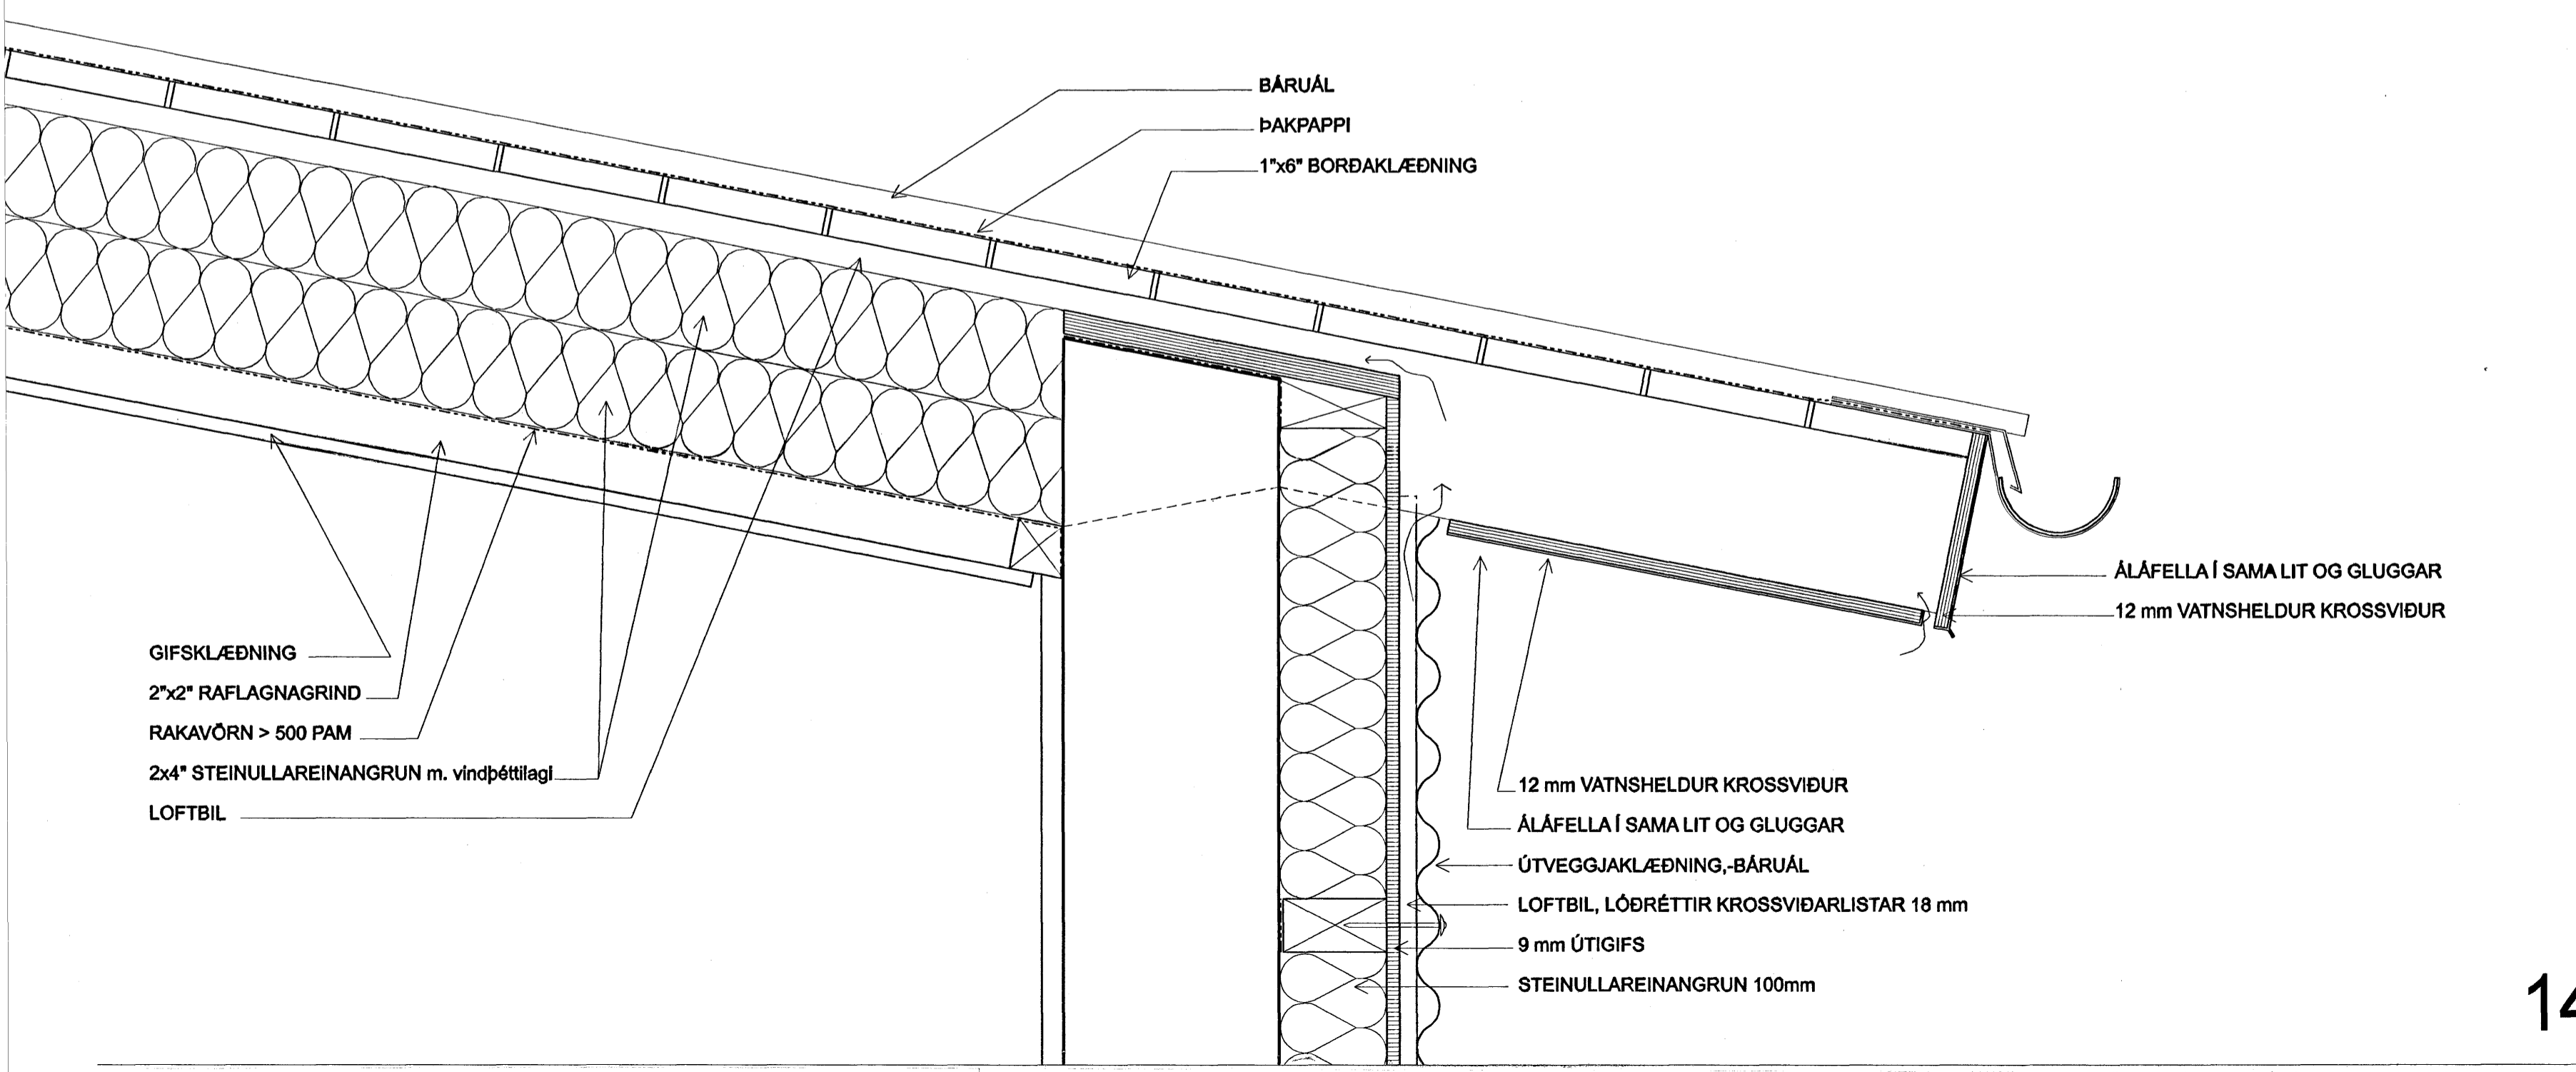 BÁRUÁL
ÞAKPAPPI
1"x6" BORÐAKLÆÐNING
ÁLÁFELLA Í SAMA LIT OG GLUGGAR
12 mm VATNSHELDUR KROSSVIÐUR
GIFSKLÆÐNING
2"x2" RAFLAGNAGRIND
RAKAVÖRN > 500 PAM
2x4" STEINULLAREINANGRUN m. vindþéttilagi
LOFTBIL
12 mm VATNSHELDUR KROSSVIÐUR
ÁLÁFELLA Í SAMA LIT OG GLUGGAR
ÚTVEGGJAKLÆÐNING,-BÁRUÁL
LOFTBIL, LÓÐRÉTTIR KROSSVIÐARLISTAR 18 mm
9 mm ÚTIGIFS
STEINULLAREINANGRUN 100mm
14